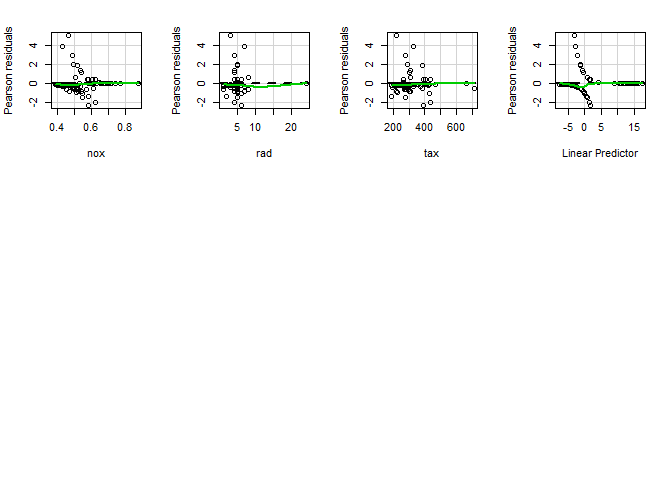 Pearson residuals
-2 0 2 4
0.4 0.6 0.8
nox
Pearson residuals
-2 0 2 4
5 10 20
rad
Pearson residuals
-2 0 2 4
200 400 600
tax
Pearson residuals
-2 0 2 4
-5 0 5 15
Linear Predictor